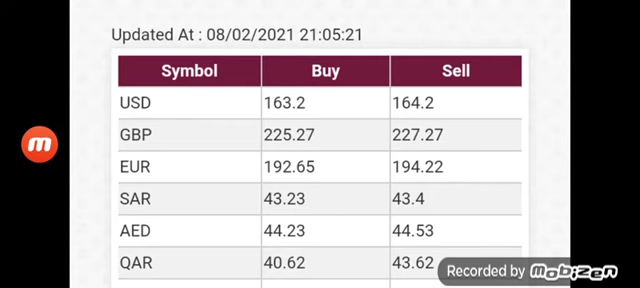 Updated At : 08/02/2021 21:05:21
Symbol Buy Sell
USD 163.2 164.2
GBP 225.27 227.27
EUR 192.65 194.22
SAR 43.23 43.4
AED 44.23 44.53
QAR 40.62 43.62
m
Recorded by mobizen